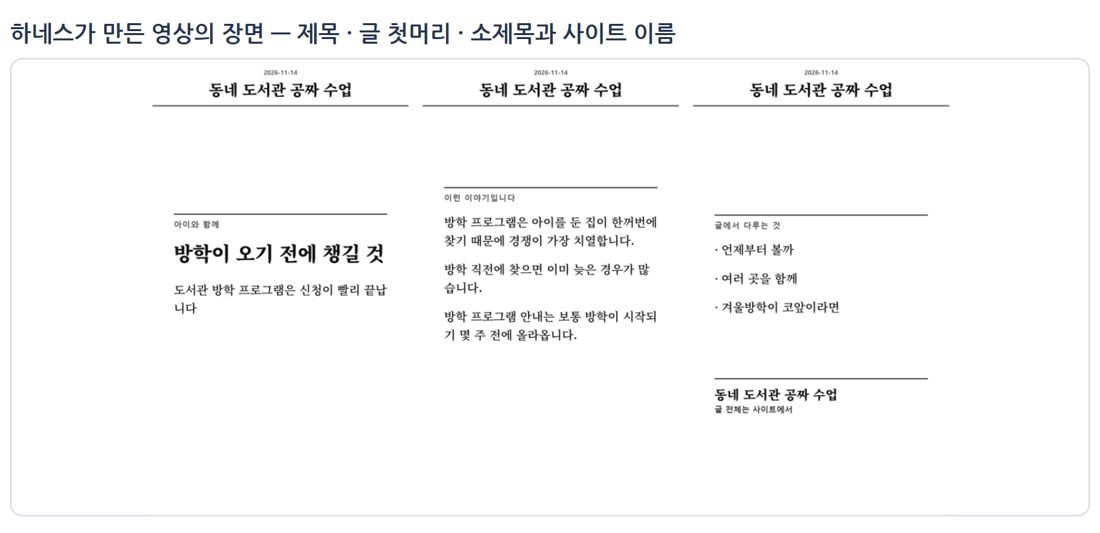 하네스가 만든 영상의 장면 — 제목 · 글 첫머리 · 소제목과 사이트 이름
2026-11-14
동네 도서관 공짜 수업
아이와 함께
방학이 오기 전에 챙길 것
도서관 방학 프로그램은 신청이 빨리 끝납
니다
2026-11-14
동네 도서관 공짜 수업
이런 이야기입니다
방학 프로그램은 아이를 둔 집이 한꺼번에
찾기 때문에 경쟁이 가장 치열합니다.
방학 직전에 찾으면 이미 늦은 경우가 많
습니다.
방학 프로그램 안내는 보통 방학이 시작되
기 몇 주 전에 올라옵니다.
2026-11-14
동네 도서관 공짜 수업
글에서 다루는 것
· 언제부터 볼까
· 여러 곳을 함께
· 겨울방학이 코앞이라면
동네 도서관 공짜 수업
글 전체는 사이트에서